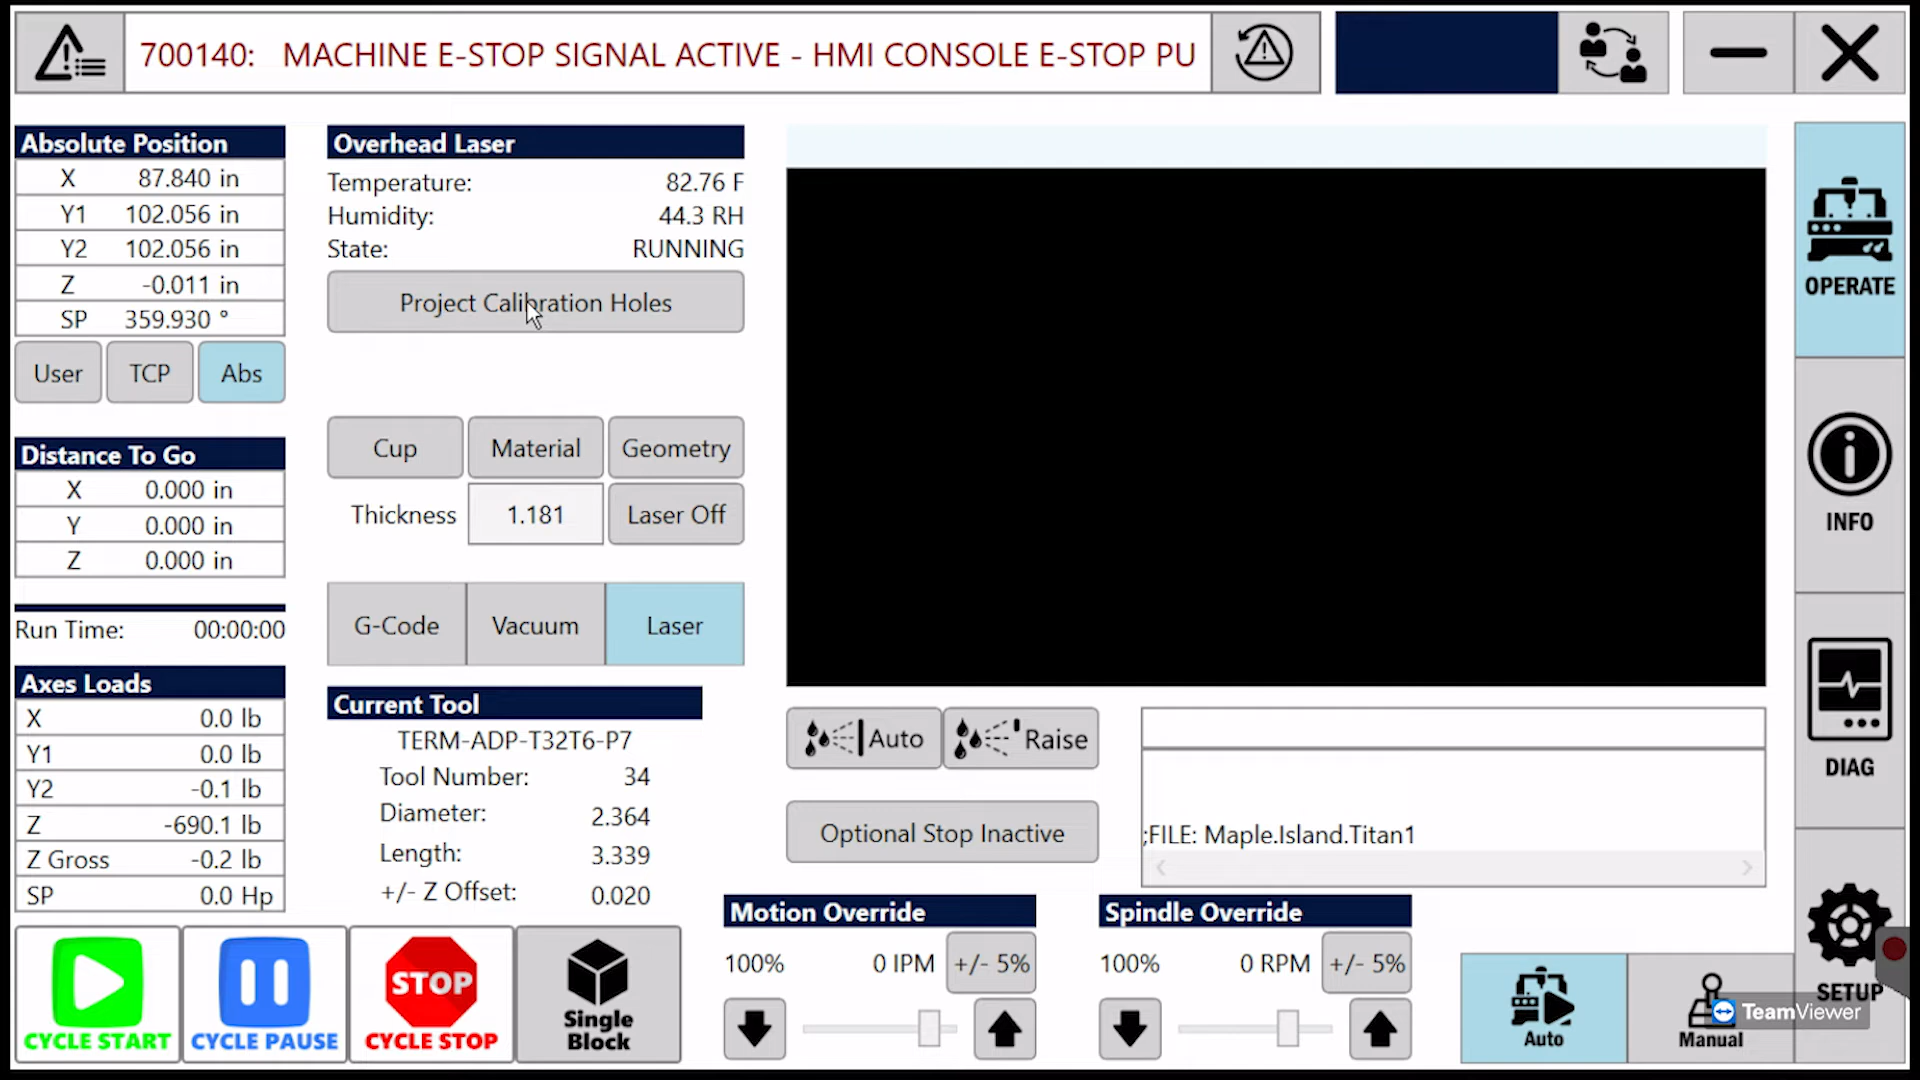 700140: MACHINE E-STOP SIGNAL ACTIVE - HMI CONSOLE E-STOP PU
Absolute Position
X 87.840 in
Y1 102.056 in
Y2 102.056 in
Z -0.011 in
SP 359.930 °
User TCP Abs
Distance To Go
X 0.000 in
Y 0.000 in
Z 0.000 in
Run Time: 00:00:00
Axes Loads
X 0.0 lb
Y1 0.0 lb
Y2 -0.1 lb
Z -690.1 lb
Z Gross -0.2 lb
SP 0.0 Hp
CYCLE START
CYCLE PAUSE
STOP
CYCLE STOP
Single
Block
Overhead Laser
Temperature: 82.76 F
Humidity: 44.3 RH
State: RUNNING
Project Calibration Holes
Cup Material Geometry
Thickness 1.181 Laser Off
G-Code Vacuum Laser
Current Tool
TERM-ADP-T32T6-P7
Tool Number: 34
Diameter: 2.364
Length: 3.339
+/- Z Offset: 0.020
Auto Raise
Optional Stop Inactive
;FILE: Maple.Island.Titan1
Motion Override
100% 0 IPM +/- 5%
Spindle Override
100% 0 RPM +/- 5%
OPERATE
INFO
DIAG
SETUP
Auto
Manual
TeamViewer